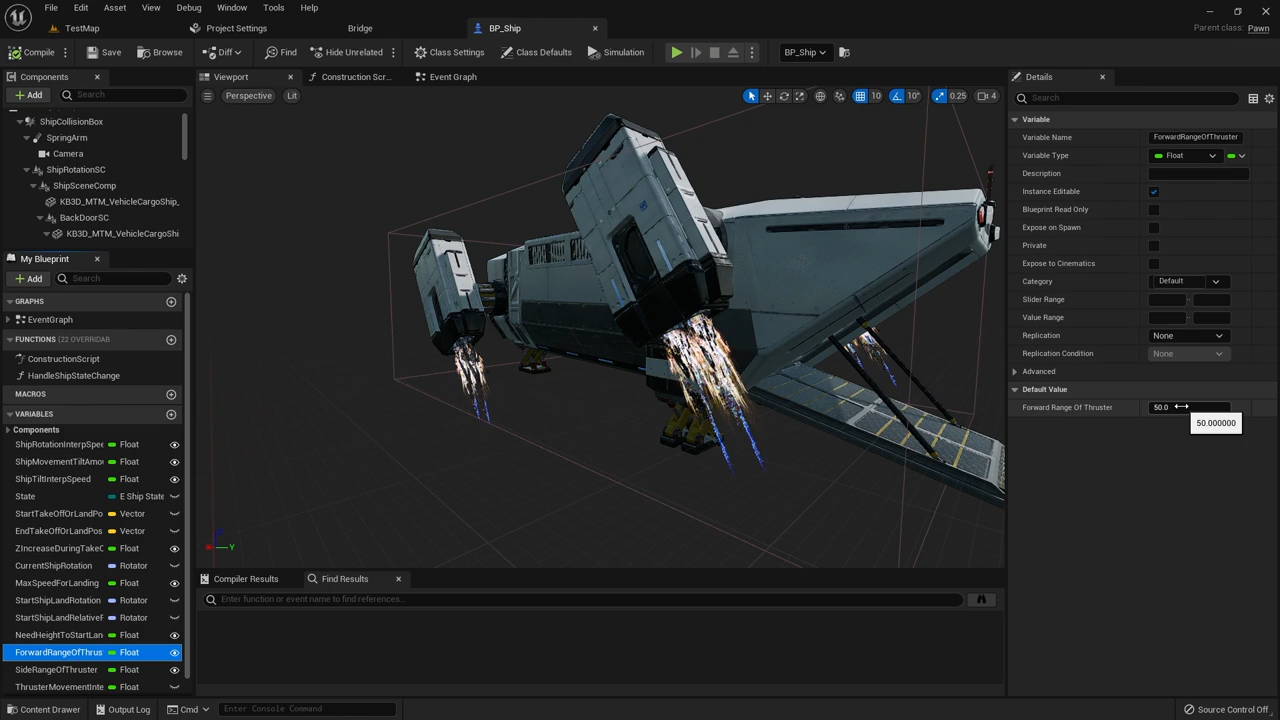 File Edit Asset View Debug Window Tools Help
TestMap Project Settings Bridge BP_Ship
Parent class: Pawn
Compile Save Browse Diff Find Hide Unrelated Class Settings Class Defaults Simulation BP_Ship
Components
Add Search
ShipCollisionBox
SpringArm
Camera
ShipRotationSC
ShipSceneComp
KB3D_MTM_VehicleCargoShip_
BackDoorSC
KB3D_MTM_VehicleCargoShi
My Blueprint
Add Search
GRAPHS
EventGraph
FUNCTIONS (22 OVERRIDAB
ConstructionScript
HandleShipStateChange
MACROS
VARIABLES
Components
ShipRotationInterpSpee Float
ShipMovementTiltAmou Float
ShipTiltInterpSpeed Float
State E Ship State
StartTakeOffOrLandPos Vector
EndTakeOffOrLandPos Vector
ZIncreaseDuringTakeO Float
CurrentShipRotation Rotator
MaxSpeedForLanding Float
StartShipLandRotation Rotator
StartShipLandRelativeF Rotator
NeedHeightToStartLan Float
ForwardRangeOfThrus Float
SideRangeOfThruster Float
ThrusterMovementInte Float
Viewport Construction Scr... Event Graph
Perspective Lit
10 10° 0.25 4
Z
Y
Compiler Results Find Results
Enter function or event name to find references...
Details
Search
Variable
Variable Name ForwardRangeOfThruster
Variable Type Float
Description
Instance Editable
Blueprint Read Only
Expose on Spawn
Private
Expose to Cinematics
Category Default
Slider Range
Value Range
Replication None
Replication Condition None
Advanced
Default Value
Forward Range Of Thruster 50.0
50.000000
Content Drawer Output Log Cmd Enter Console Command Source Control Off